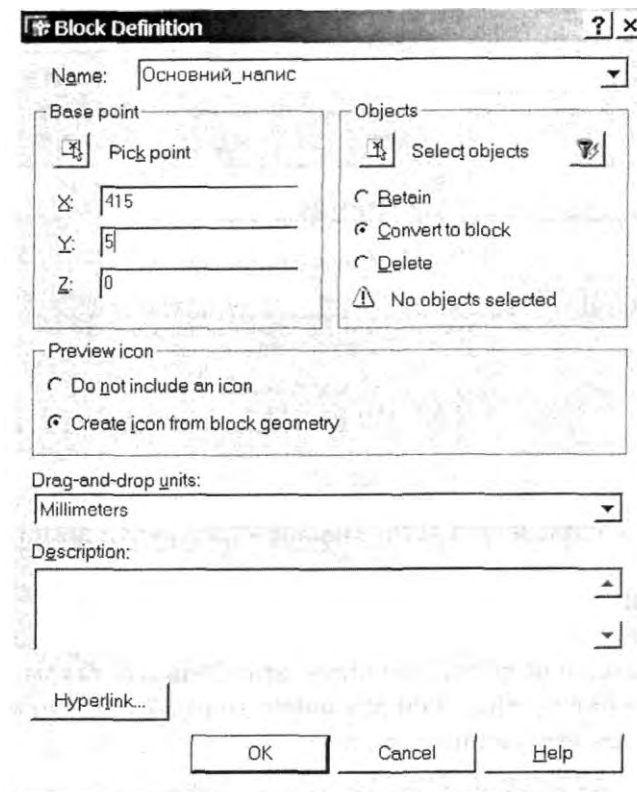 Block Definition
Name: Основний_напис
Base point
Pick point
X: 415
Y: 5
Z: 0
Objects
Select objects
Retain
Convert to block
Delete
No objects selected
Preview icon
Do not include an icon
Create icon from block geometry
Drag-and-drop units:
Millimeters
Description:
Hyperlink...
OK Cancel Help